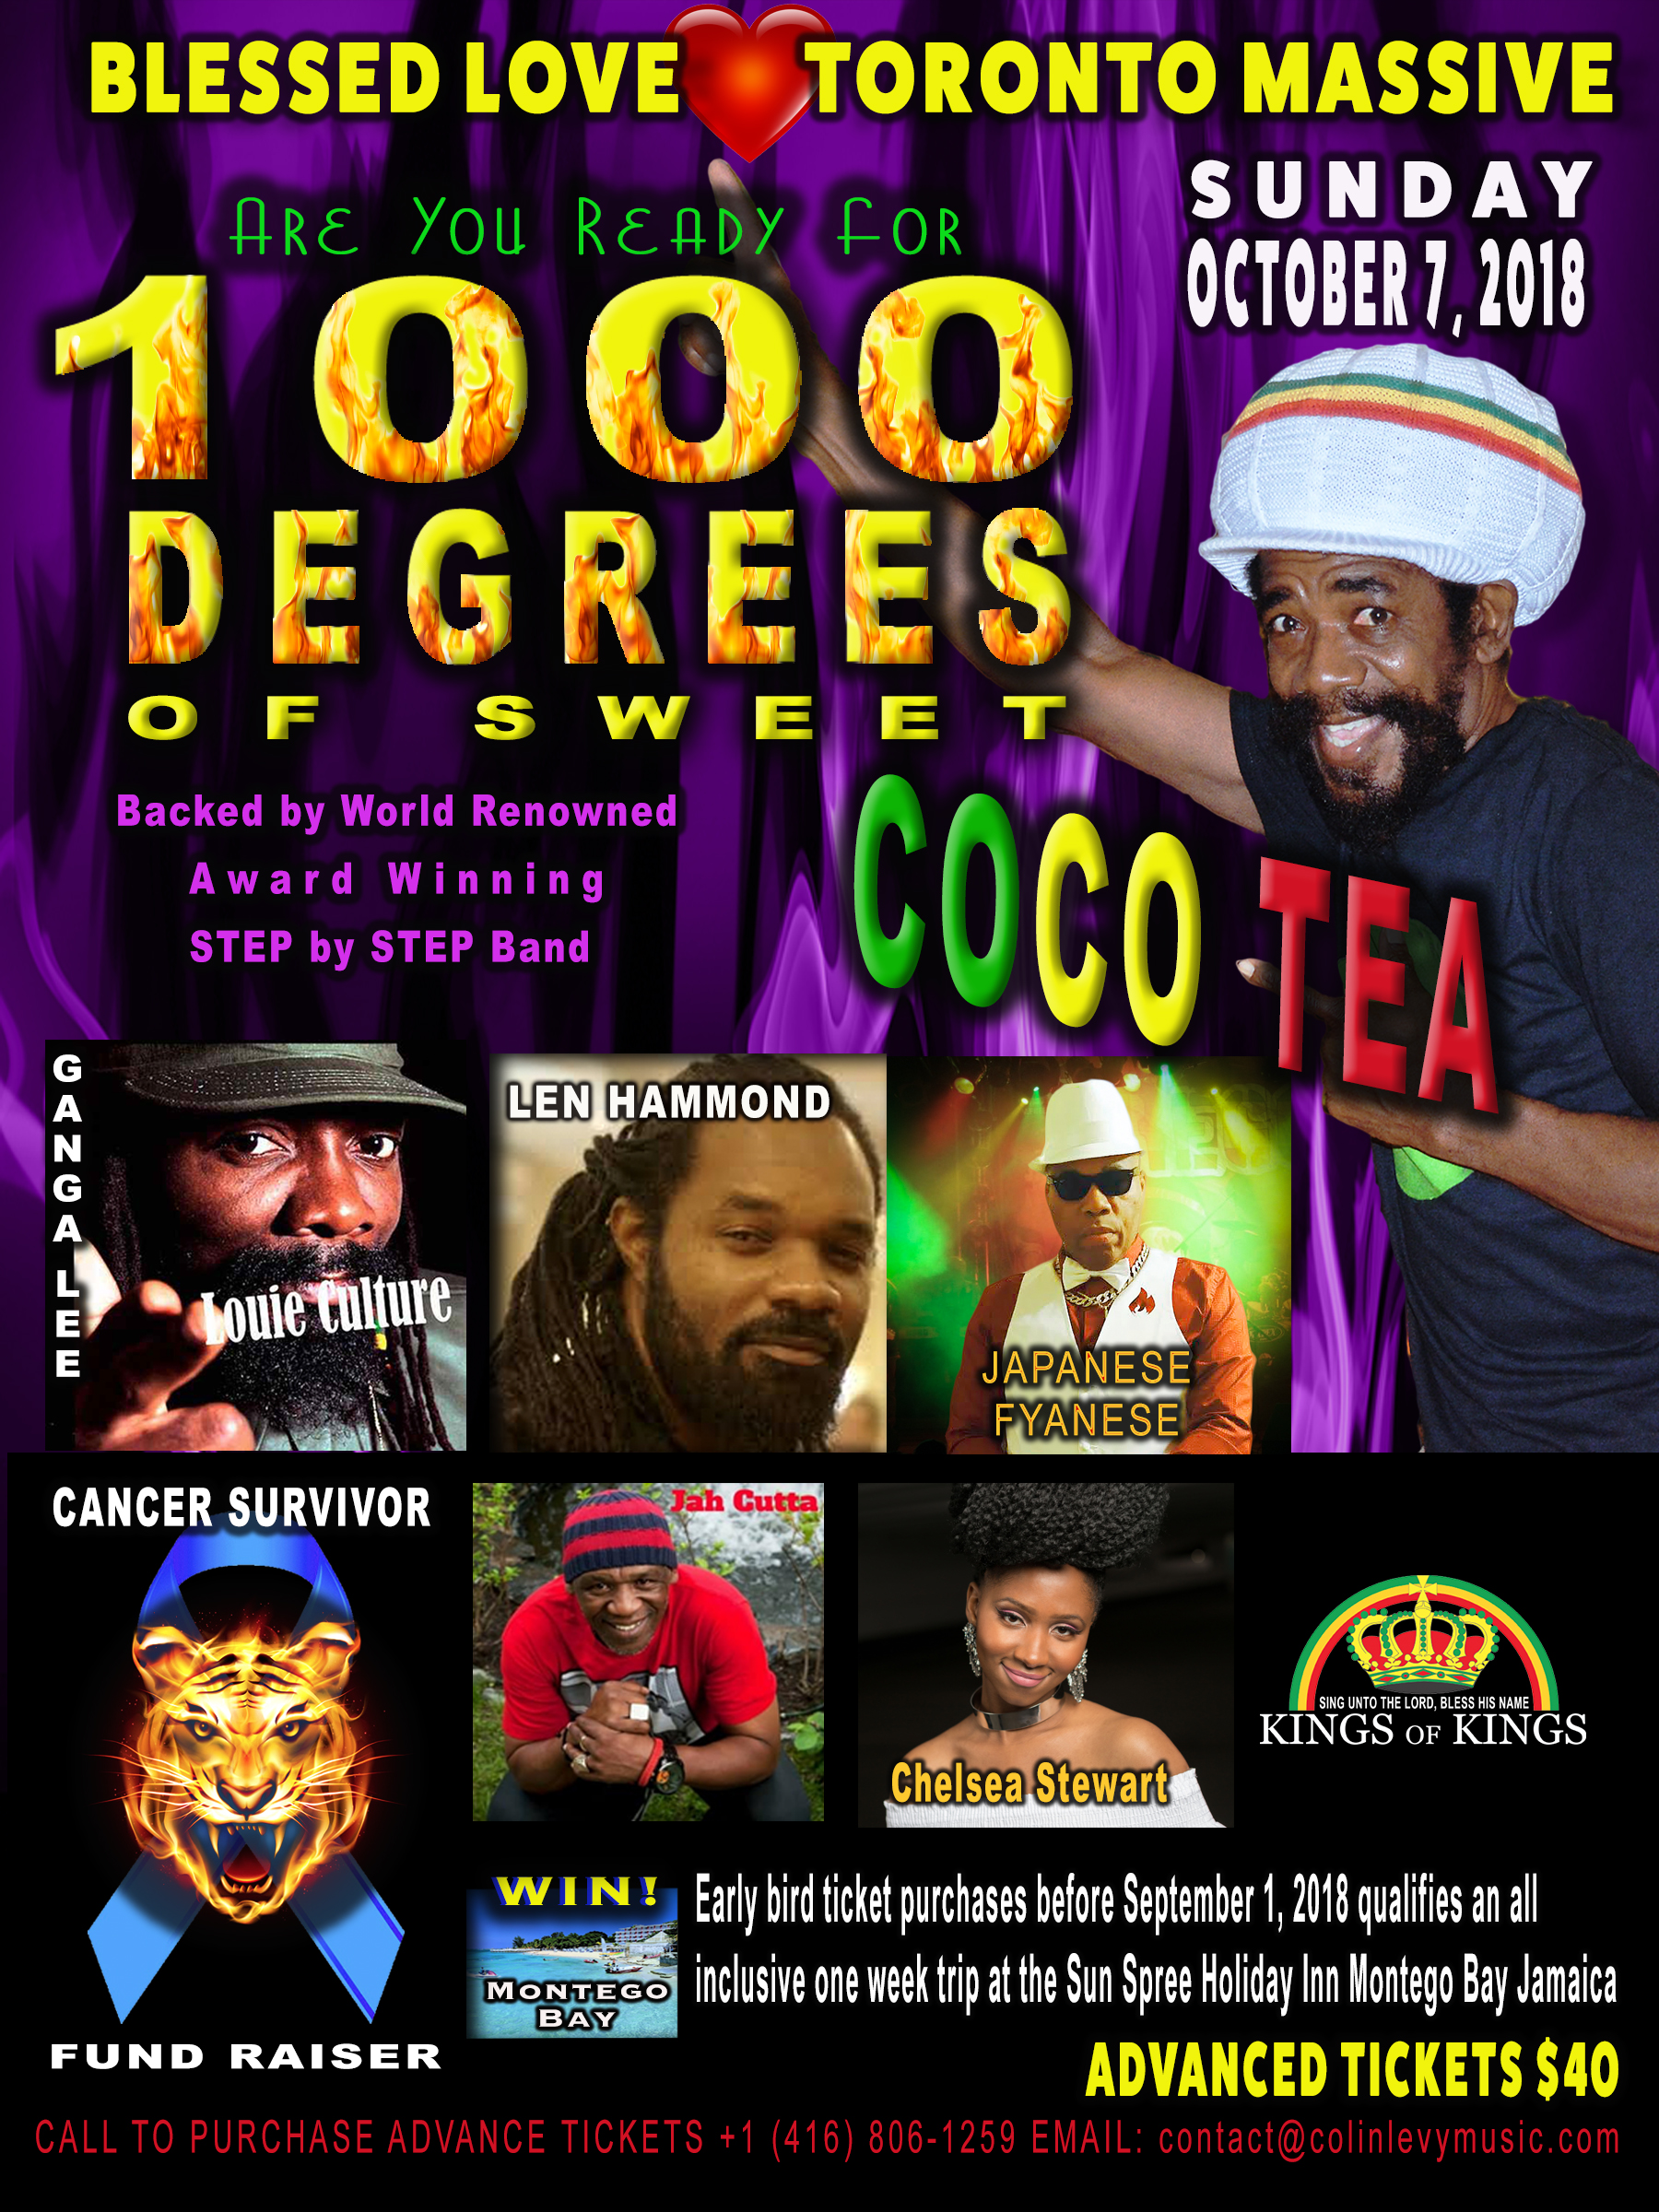 BLESSED LOVE TORONTO MASSIVE
SUNDAY
OCTOBER 7, 2018
ARE YOU READY FOR
1000
DEGREES
OF SWEET
COCO TEA
Backed by World Renowned
Award Winning
STEP by STEP Band
GANGALEE
Louie Culture
LEN HAMMOND
JAPANESE
FYANESE
CANCER SURVIVOR
FUND RAISER
Jah Cutta
Chelsea Stewart
SING UNTO THE LORD, BLESS HIS NAME
KINGS OF KINGS
WIN!
MONTEGO
BAY
Early bird ticket purchases before September 1, 2018 qualifies an all
inclusive one week trip at the Sun Spree Holiday Inn Montego Bay Jamaica
ADVANCED TICKETS $40
CALL TO PURCHASE ADVANCE TICKETS +1 (416) 806-1259 EMAIL: contact@colinlevymusic.com